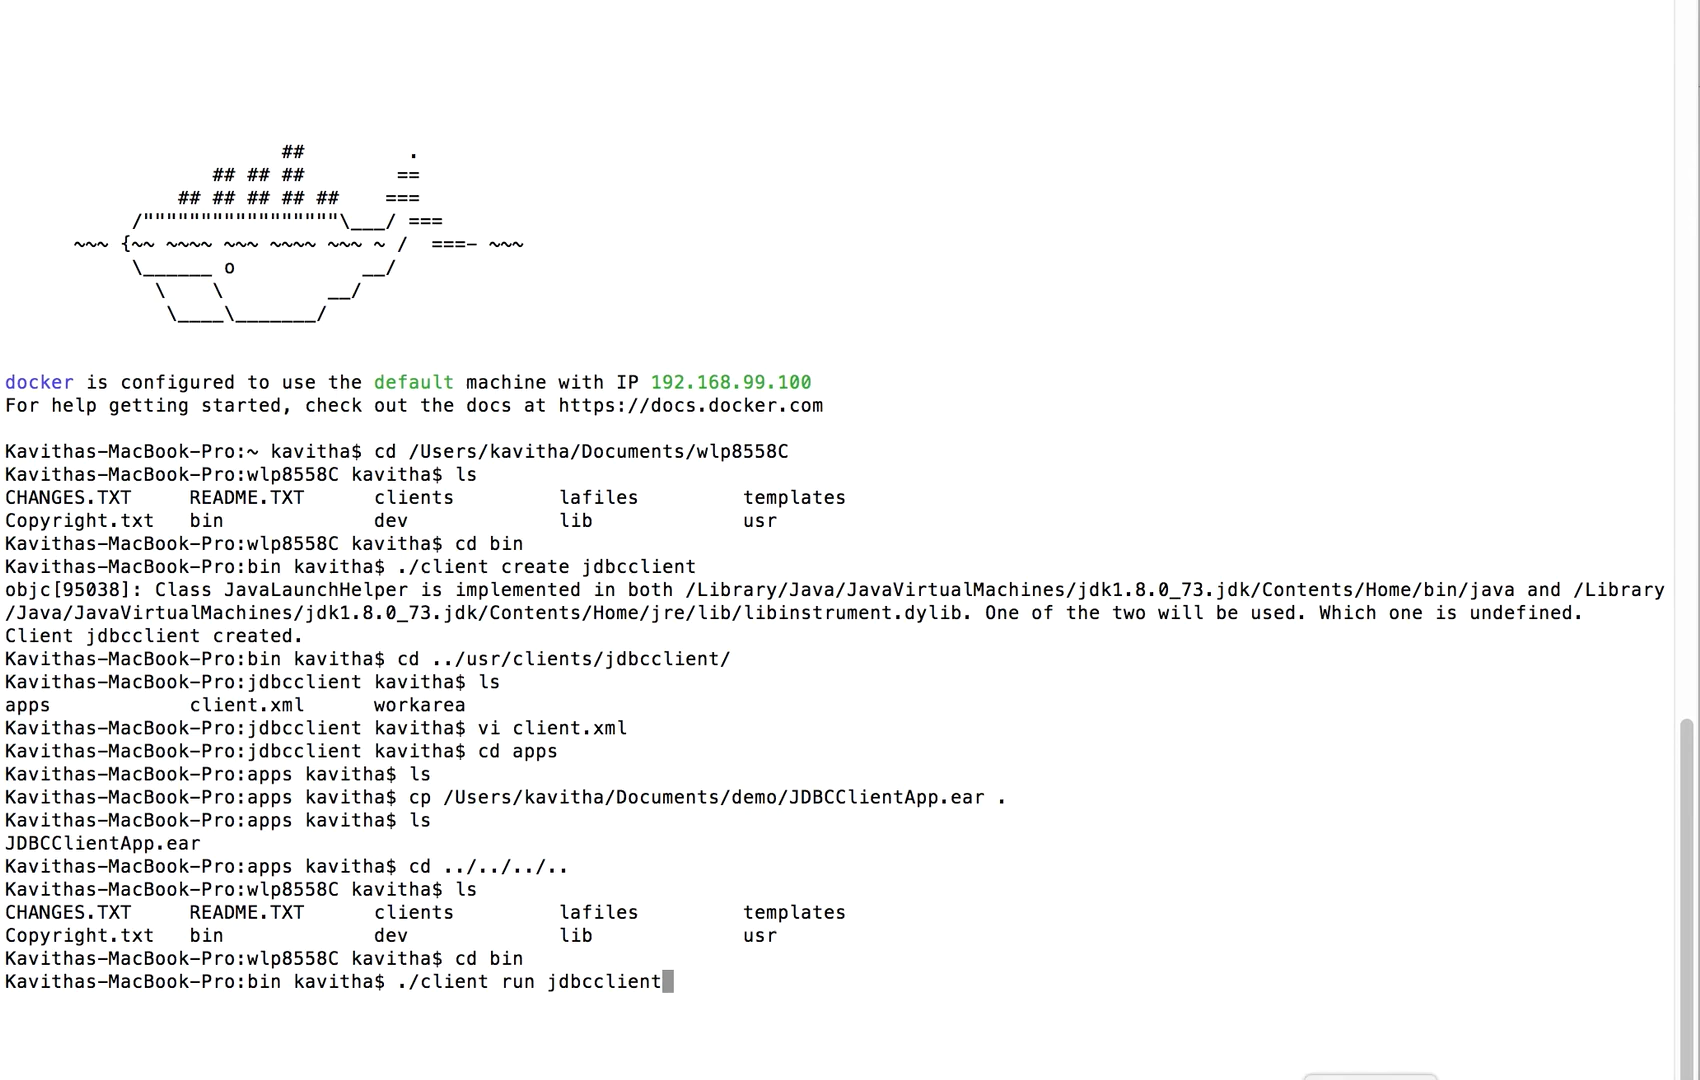 ##         .
                  ## ## ##        ==
               ## ## ## ## ##    ===
           /"""""""""""""""""\___/ ===
      ~~~ {~~ ~~~~ ~~~ ~~~~ ~~~ ~ /  ===- ~~~
           \______ o           __/
             \    \         __/
              \____\_______/
docker is configured to use the default machine with IP 192.168.99.100
For help getting started, check out the docs at https://docs.docker.com
Kavithas-MacBook-Pro:~ kavitha$ cd /Users/kavitha/Documents/wlp8558C
Kavithas-MacBook-Pro:wlp8558C kavitha$ ls
CHANGES.TXT     README.TXT      clients         lafiles         templates
Copyright.txt   bin             dev             lib             usr
Kavithas-MacBook-Pro:wlp8558C kavitha$ cd bin
Kavithas-MacBook-Pro:bin kavitha$ ./client create jdbcclient
objc[95038]: Class JavaLaunchHelper is implemented in both /Library/Java/JavaVirtualMachines/jdk1.8.0_73.jdk/Contents/Home/bin/java and /Library
/Java/JavaVirtualMachines/jdk1.8.0_73.jdk/Contents/Home/jre/lib/libinstrument.dylib. One of the two will be used. Which one is undefined.
Client jdbcclient created.
Kavithas-MacBook-Pro:bin kavitha$ cd ../usr/clients/jdbcclient/
Kavithas-MacBook-Pro:jdbcclient kavitha$ ls
apps            client.xml      workarea
Kavithas-MacBook-Pro:jdbcclient kavitha$ vi client.xml
Kavithas-MacBook-Pro:jdbcclient kavitha$ cd apps
Kavithas-MacBook-Pro:apps kavitha$ ls
Kavithas-MacBook-Pro:apps kavitha$ cp /Users/kavitha/Documents/demo/JDBCClientApp.ear .
Kavithas-MacBook-Pro:apps kavitha$ ls
JDBCClientApp.ear
Kavithas-MacBook-Pro:apps kavitha$ cd ../../../..
Kavithas-MacBook-Pro:wlp8558C kavitha$ ls
CHANGES.TXT     README.TXT      clients         lafiles         templates
Copyright.txt   bin             dev             lib             usr
Kavithas-MacBook-Pro:wlp8558C kavitha$ cd bin
Kavithas-MacBook-Pro:bin kavitha$ ./client run jdbcclient